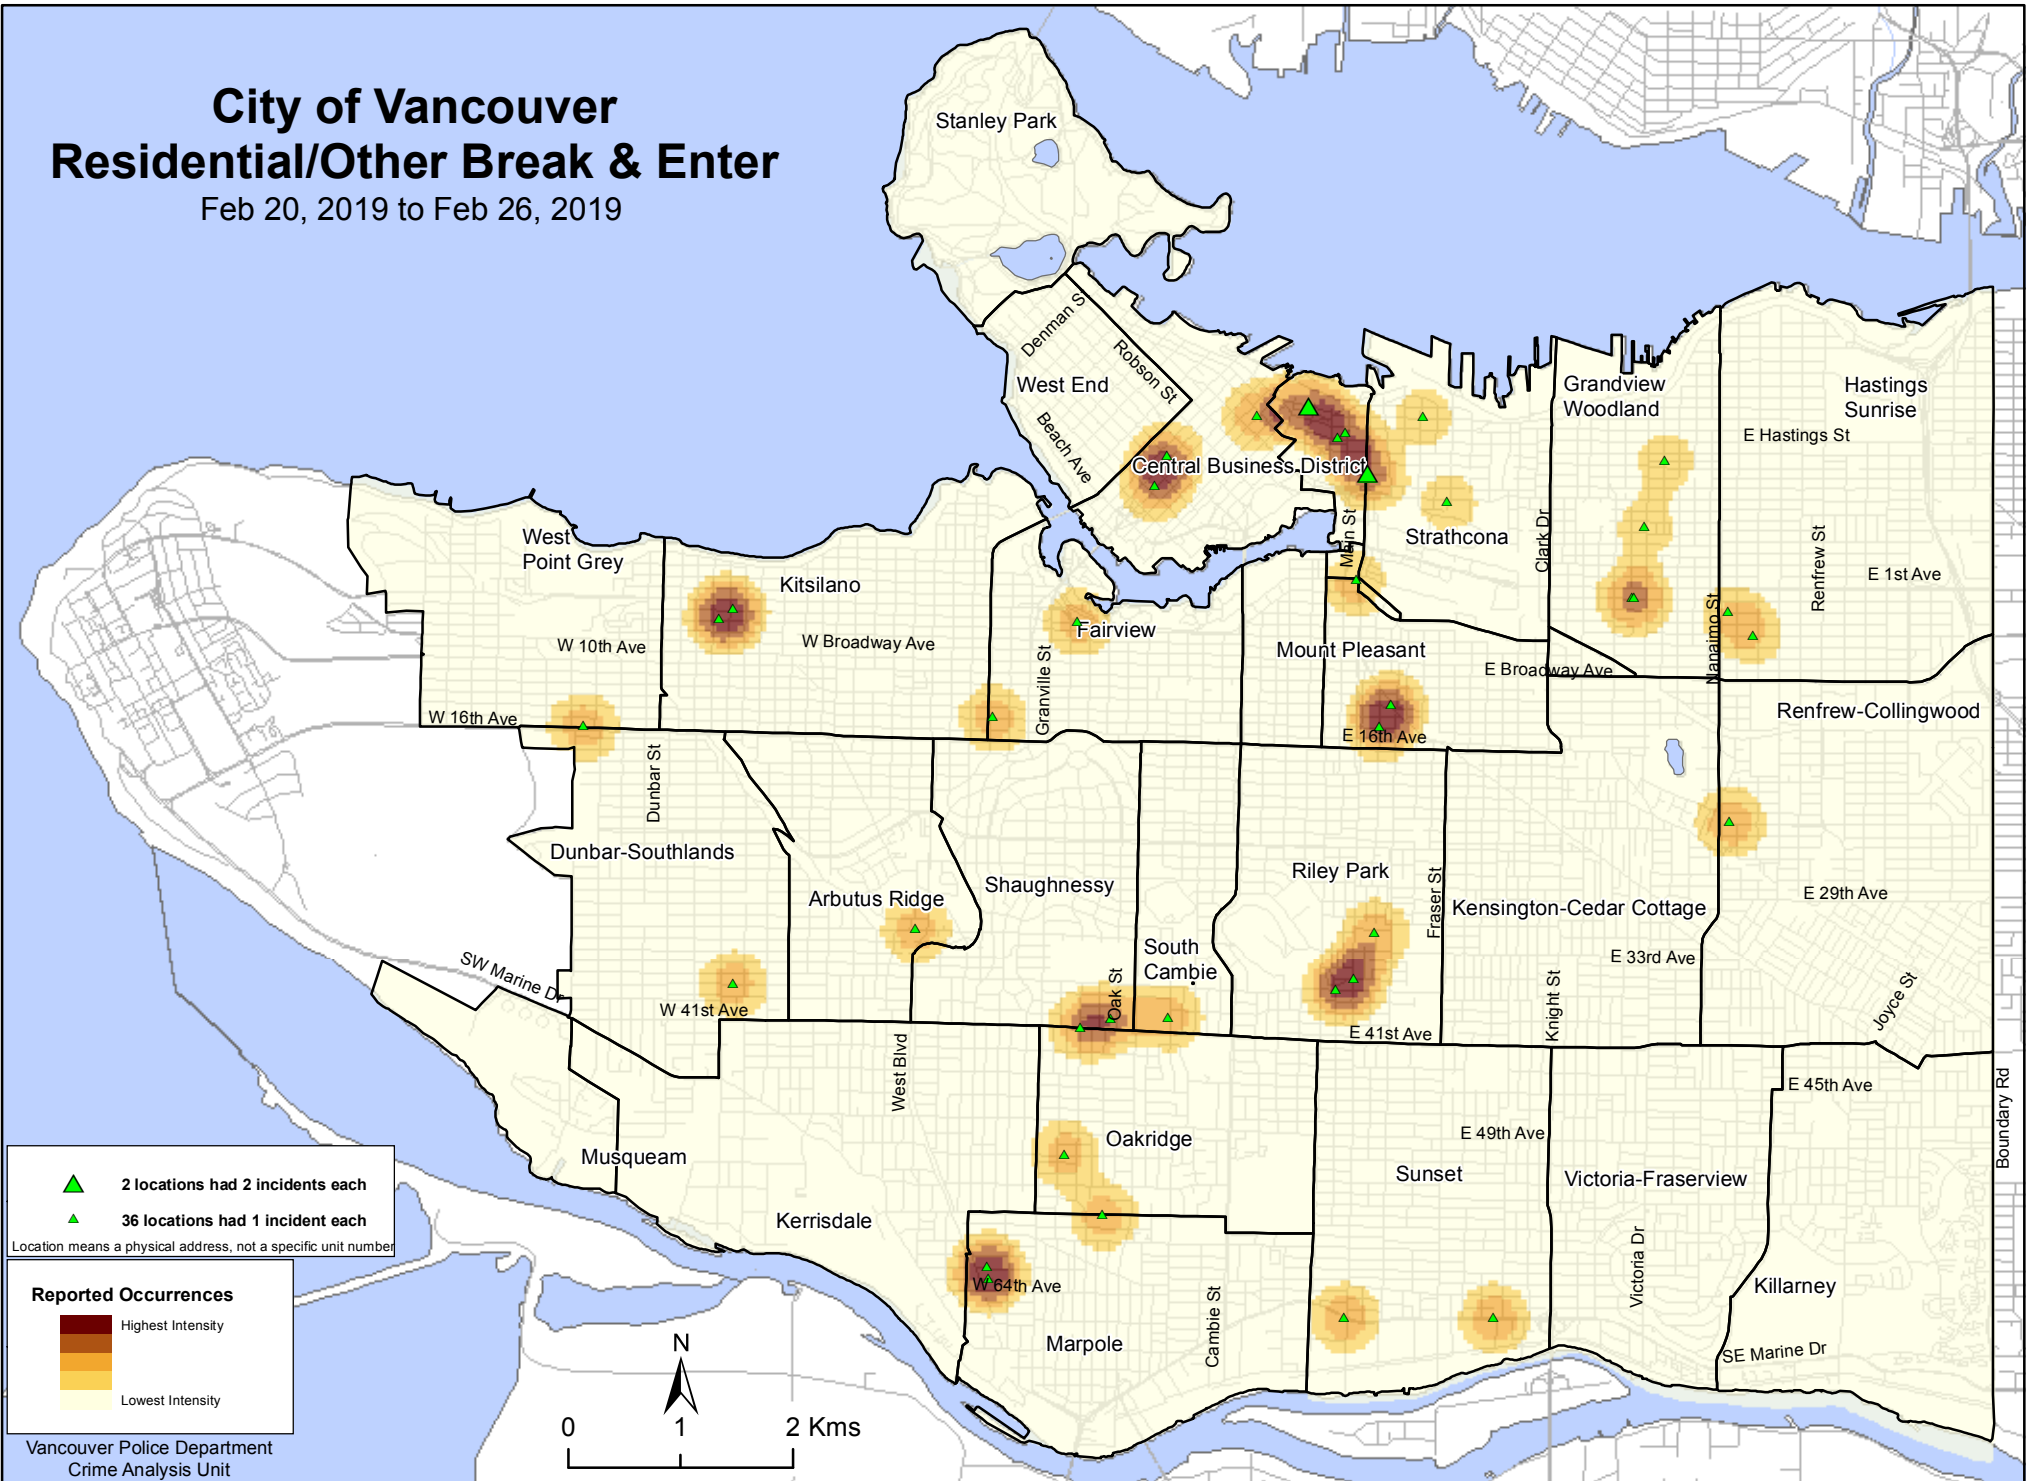 City of Vancouver
Residential/Other Break & Enter
Feb 20, 2019 to Feb 26, 2019
Stanley Park
Denman S
Robson St
West End
Beach Ave
Central Business District
Grandview
Woodland
Hastings
Sunrise
E Hastings St
Main St
Strathcona
Clark Dr
Renfrew St
E 1st Ave
Nanaimo St
West
Point Grey
Kitsilano
W 10th Ave
W Broadway Ave
Fairview
Granville St
Mount Pleasant
E Broadway Ave
W 16th Ave
E 16th Ave
Renfrew-Collingwood
Dunbar St
Dunbar-Southlands
Arbutus Ridge
Shaughnessy
Riley Park
Fraser St
Kensington-Cedar Cottage
E 29th Ave
South
Cambie
E 33rd Ave
Knight St
Joyce St
SW Marine Dr
W 41st Ave
Oak St
E 41st Ave
West Blvd
E 45th Ave
Boundary Rd
Musqueam
Oakridge
E 49th Ave
Sunset
Victoria-Fraserview
Kerrisdale
W 64th Ave
Marpole
Cambie St
Victoria Dr
Killarney
SE Marine Dr
2 locations had 2 incidents each
36 locations had 1 incident each
Location means a physical address, not a specific unit number
Reported Occurrences
Highest Intensity
Lowest Intensity
Vancouver Police Department
Crime Analysis Unit
N
0 1 2 Kms